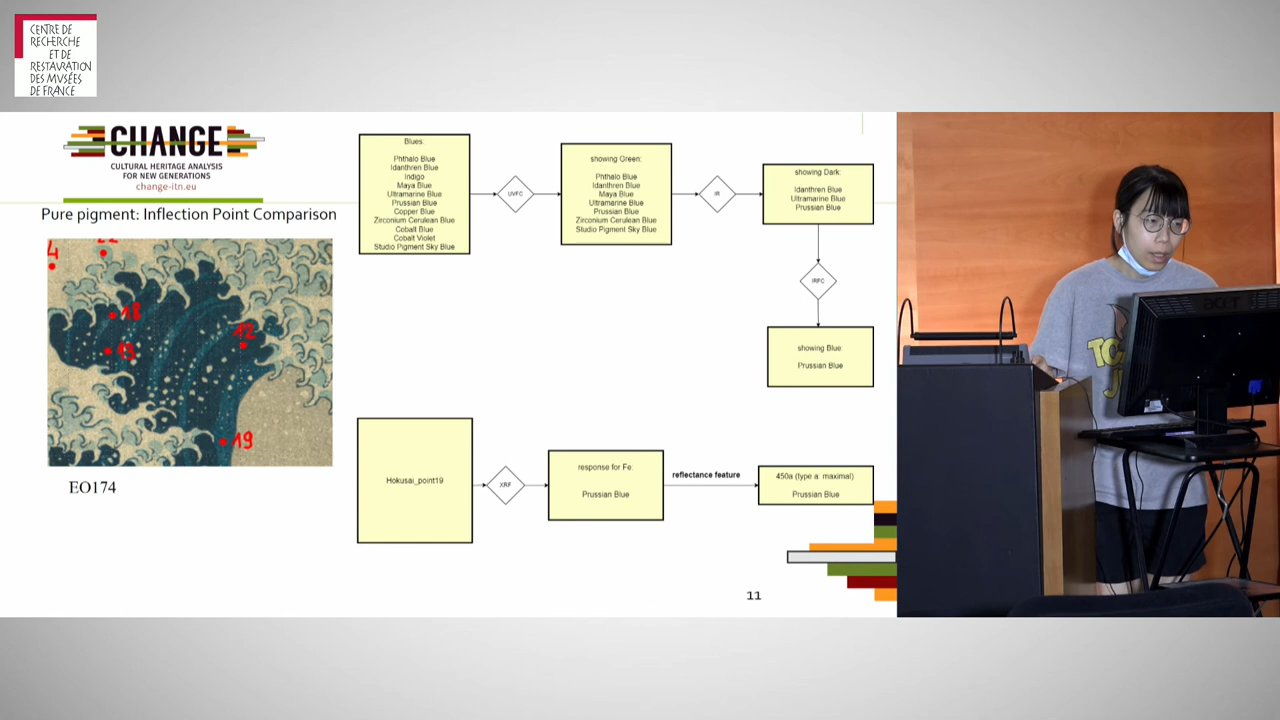 CENTRE DE
RECHERCHE
ET DE
RESTAURATION
DES MUSÉES
DE FRANCE
CHANGE
CULTURAL HERITAGE ANALYSIS
FOR NEW GENERATIONS
change-itn.eu
Pure pigment: Inflection Point Comparison
4
22
18
13
12
19
EO174
Blues:
Phthalo Blue
Idanthren Blue
Indigo
Maya Blue
Ultramarine Blue
Prussian Blue
Copper Blue
Zirconium Cerulean Blue
Cobalt Blue
Cobalt Violet
Studio Pigment Sky Blue
UVFC
showing Green:
Phthalo Blue
Idanthren Blue
Maya Blue
Ultramarine Blue
Prussian Blue
Zirconium Cerulean Blue
Studio Pigment Sky Blue
IR
showing Dark:
Idanthren Blue
Ultramarine Blue
Prussian Blue
IRFC
showing Blue:
Prussian Blue
Hokusai_point19
XRF
response for Fe:
Prussian Blue
reflectance feature
450a (type a: maximal)
Prussian Blue
11
acer